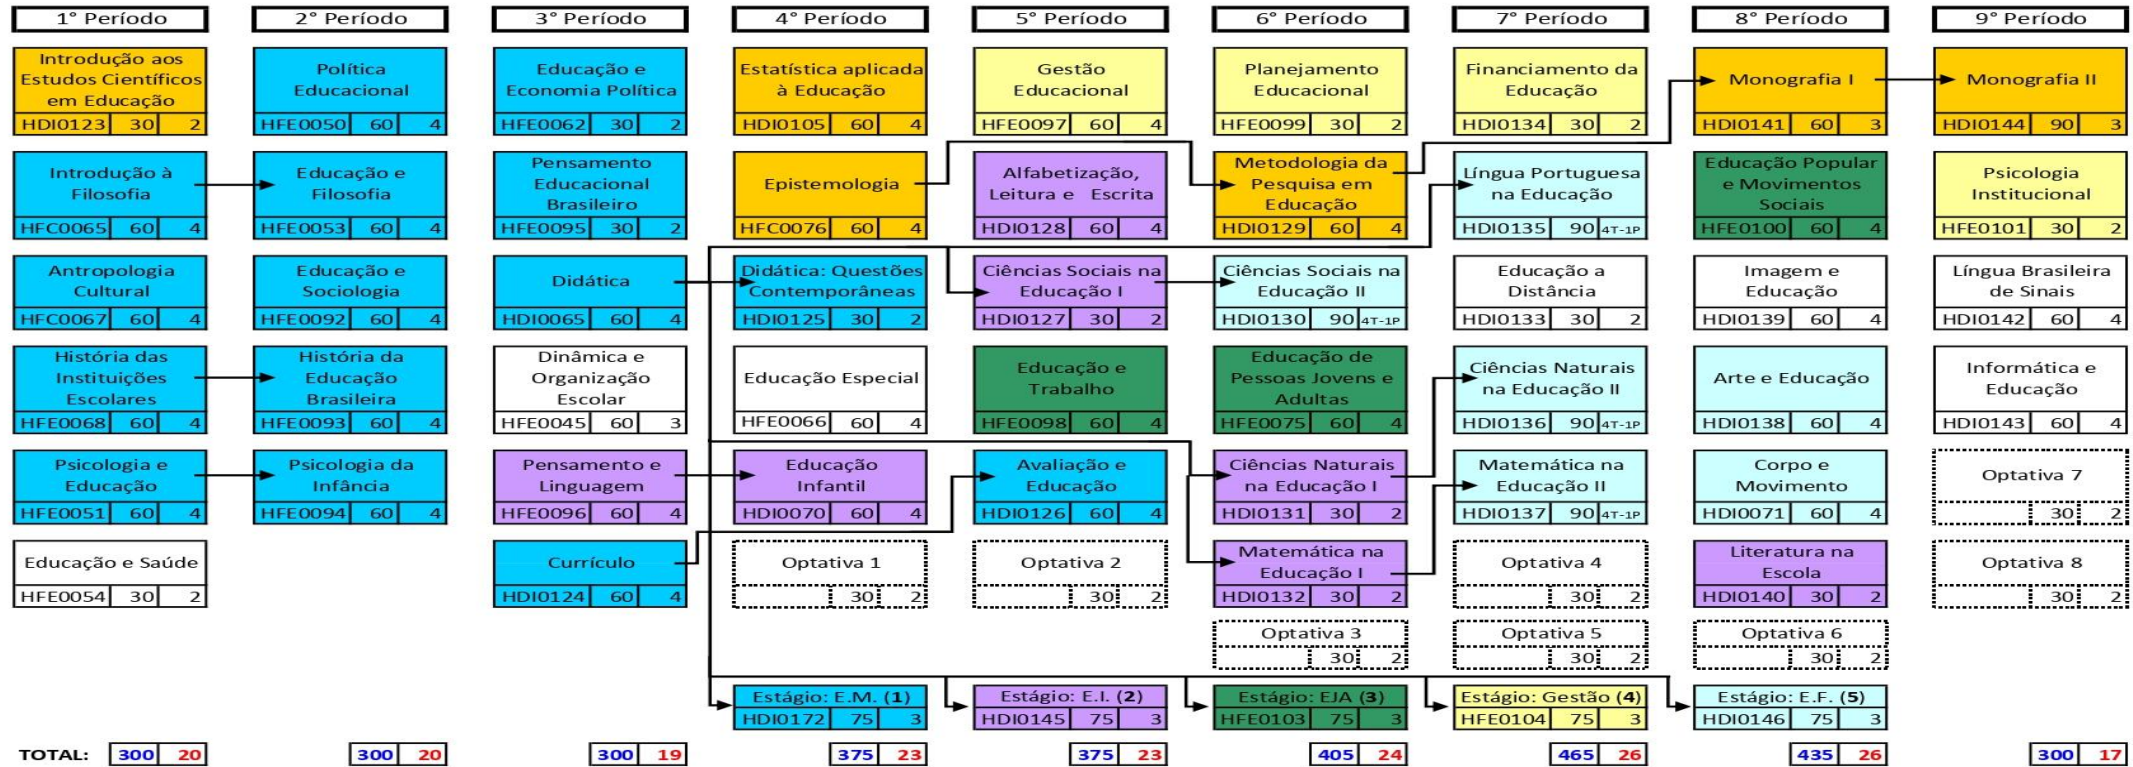 1° Período
2° Período
3° Período
4° Período
5° Período
6° Período
7° Período
8° Período
9° Período
Introdução aos
Estudos Científicos
em Educação
HDI0123 30 2
Política
Educacional
HFE0050 60 4
Educação e
Economia Política
HFE0062 30 2
Estatística aplicada
à Educação
HDI0105 60 4
Gestão
Educacional
HFE0097 60 4
Planejamento
Educacional
HFE0099 30 2
Financiamento da
Educação
HDI0134 30 2
Monografia I
HDI0141 60 3
Monografia II
HDI0144 90 3
Introdução à
Filosofia
HFC0065 60 4
Educação e
Filosofia
HFE0053 60 4
Pensamento
Educacional
Brasileiro
HFE0095 30 2
Epistemologia
HFC0076 60 4
Alfabetização,
Leitura e Escrita
HDI0128 60 4
Metodologia da
Pesquisa em
Educação
HDI0129 60 4
Língua Portuguesa
na Educação
HDI0135 90 4T-1P
Educação Popular
e Movimentos
Sociais
HFE0100 60 4
Psicologia
Institucional
HFE0101 30 2
Antropologia
Cultural
HFC0067 60 4
Educação e
Sociologia
HFE0092 60 4
Didática
HDI0065 60 4
Didática: Questões
Contemporâneas
HDI0125 30 2
Ciências Sociais na
Educação I
HDI0127 30 2
Ciências Sociais na
Educação II
HDI0130 90 4T-1P
Educação a
Distância
HDI0133 30 2
Imagem e
Educação
HDI0139 60 4
Língua Brasileira
de Sinais
HDI0142 60 4
História das
Instituições
Escolares
HFE0068 60 4
História da
Educação
Brasileira
HFE0093 60 4
Dinâmica e
Organização
Escolar
HFE0045 60 3
Educação Especial
HFE0066 60 4
Educação e
Trabalho
HFE0098 60 4
Educação de
Pessoas Jovens e
Adultas
HFE0075 60 4
Ciências Naturais
na Educação II
HDI0136 90 4T-1P
Arte e Educação
HDI0138 60 4
Informática e
Educação
HDI0143 60 4
Psicologia e
Educação
HFE0051 60 4
Psicologia da
Infância
HFE0094 60 4
Pensamento e
Linguagem
HFE0096 60 4
Educação
Infantil
HDI0070 60 4
Avaliação e
Educação
HDI0126 60 4
Ciências Naturais
na Educação I
HDI0131 30 2
Matemática na
Educação II
HDI0137 90 4T-1P
Corpo e
Movimento
HDI0071 60 4
Optativa 7
30 2
Educação e Saúde
HFE0054 30 2
Currículo
HDI0124 60 4
Optativa 1
30 2
Optativa 2
30 2
Matemática na
Educação I
HDI0132 30 2
Optativa 4
30 2
Literatura na
Escola
HDI0140 30 2
Optativa 8
30 2
Optativa 3
30 2
Optativa 5
30 2
Optativa 6
30 2
Estágio: E.M. (1)
HDI0172 75 3
Estágio: E.I. (2)
HDI0145 75 3
Estágio: EJA (3)
HFE0103 75 3
Estágio: Gestão (4)
HFE0104 75 3
Estágio: E.F. (5)
HDI0146 75 3
TOTAL: 300 20
300 20
300 19
375 23
375 23
405 24
465 26
435 26
300 17